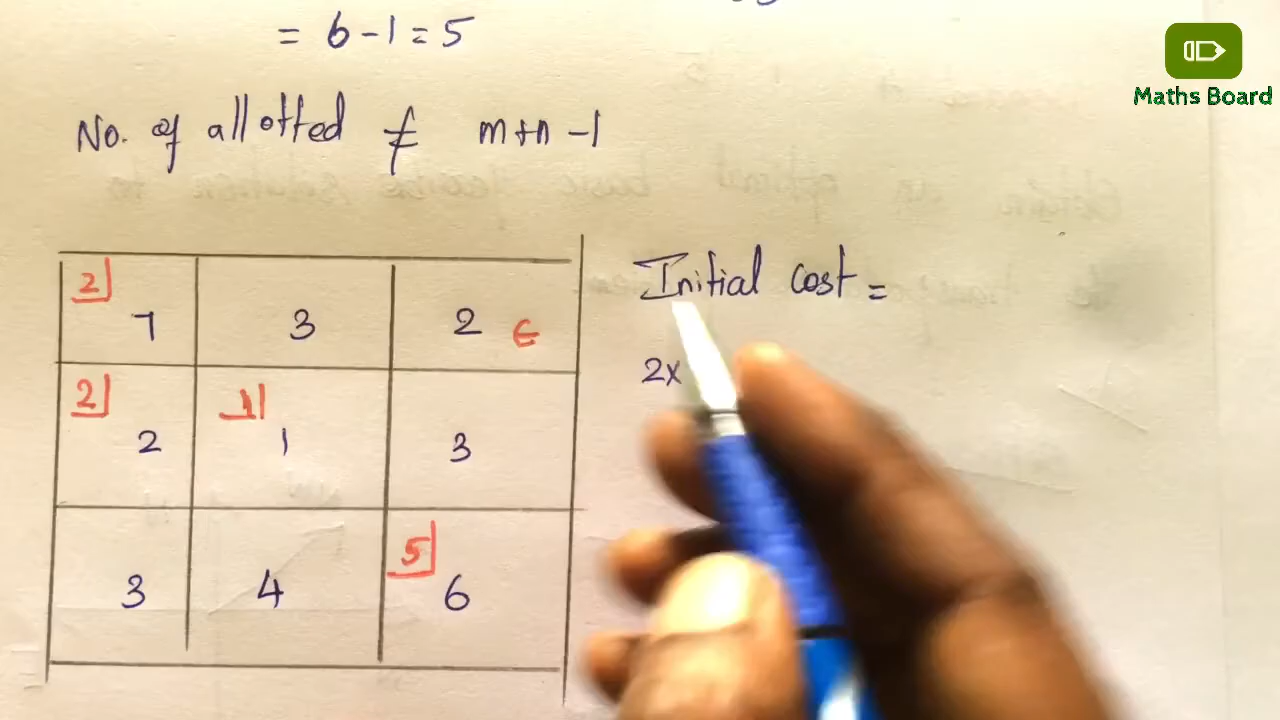 = 6 - 1 = 5
No. of allotted ≠ m+n -1
Maths Board
Initial cost =
2x
2 7 3 2 ∈
2 2 1 1 3
3 4 5 6